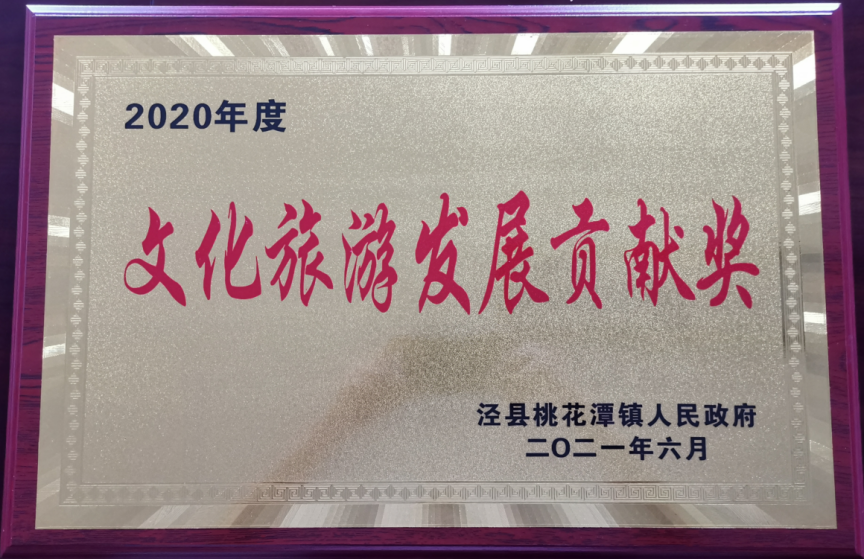 2020年度
文化旅游发展贡献奖
泾县桃花潭镇人民政府
二〇二一年六月